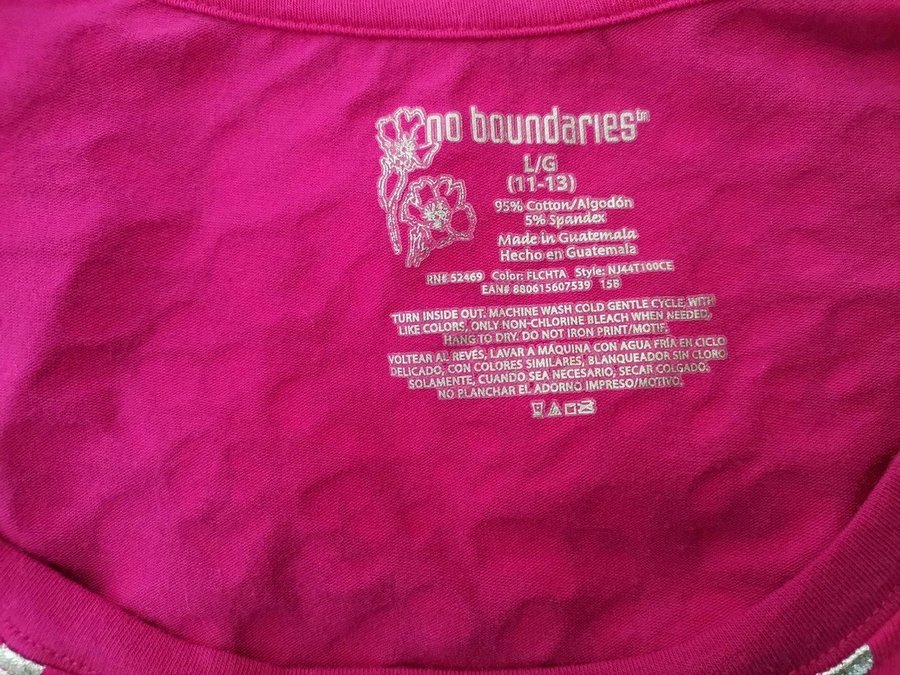 no boundaries™
L/G
(11-13)
95% Cotton/Algodón
5% Spandex
Made in Guatemala
Hecho en Guatemala
RN# 52469 Color: FLCHTA Style: NJ44T100CE
EAN# 880615607539 15B
TURN INSIDE OUT. MACHINE WASH COLD GENTLE CYCLE, WITH
LIKE COLORS, ONLY NON-CHLORINE BLEACH WHEN NEEDED,
HANG TO DRY. DO NOT IRON PRINT/MOTIF.
VOLTEAR AL REVÉS, LAVAR A MÁQUINA CON AGUA FRÍA EN CICLO
DELICADO, CON COLORES SIMILARES, BLANQUEADOR SIN CLORO
SOLAMENTE, CUANDO SEA NECESARIO, SECAR COLGADO.
NO PLANCHAR EL ADORNO IMPRESO/MOTIVO.